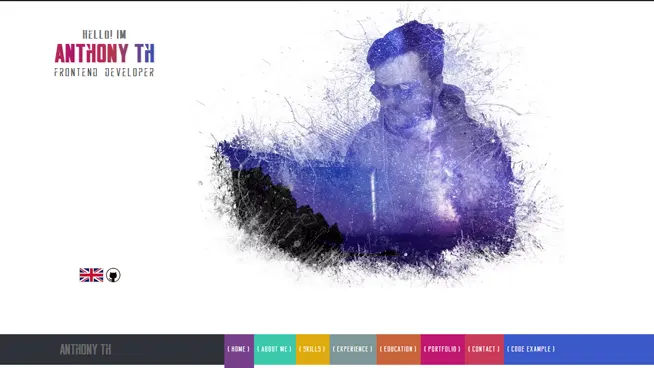 HELLO! IM
ANTHONY TH
FRONTEND DEVELOPER
ANTHONY TH
{ HOME }
{ ABOUT ME }
{ SKILLS }
{ EXPERIENCE }
{ EDUCATION }
{ PORTFOLIO }
{ CONTACT }
{ CODE EXAMPLE }